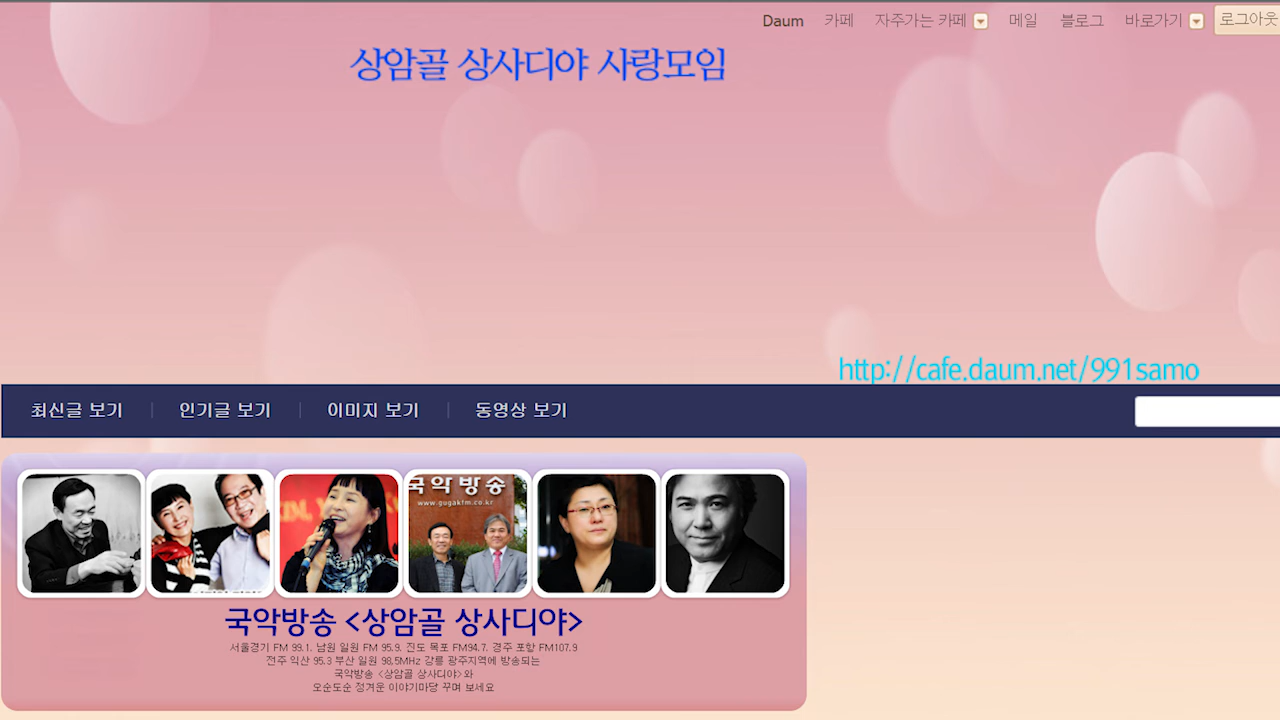 Daum 카페 자주가는 카페 메일 블로그 바로가기 로그아웃
상암골 상사디야 사랑모임
http://cafe.daum.net/991samo
최신글 보기 | 인기글 보기 | 이미지 보기 | 동영상 보기
국악방송
www.gugakfm.co.kr
국악방송 <상암골 상사디야>
서울경기 FM 99.1. 남원 일원 FM 95.9. 진도 목포 FM94.7. 경주 포항 FM107.9
전주 익산 95.3 부산 일원 98.5MHz 강릉 광주지역에 방송되는
국악방송 <상암골 상사디야>와
오순도순 정겨운 이야기마당 꾸며 보세요